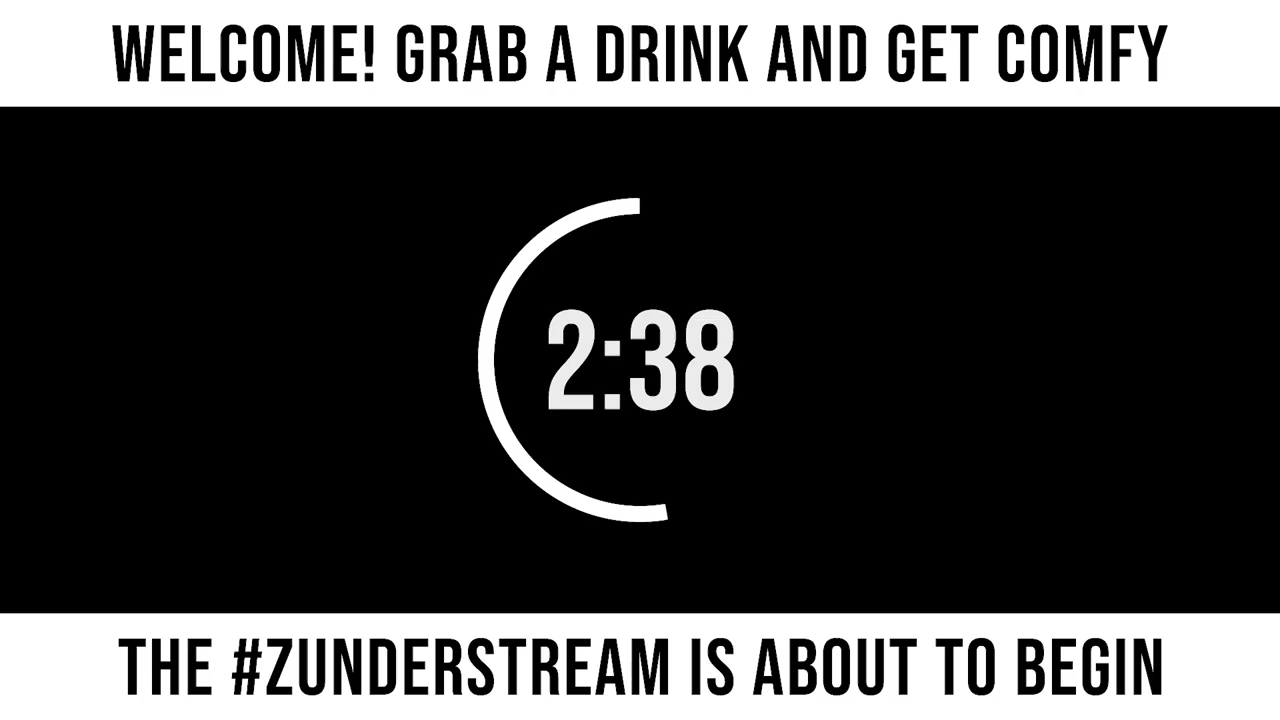 WELCOME! GRAB A DRINK AND GET COMFY
2:38
THE #ZUNDERSTREAM IS ABOUT TO BEGIN